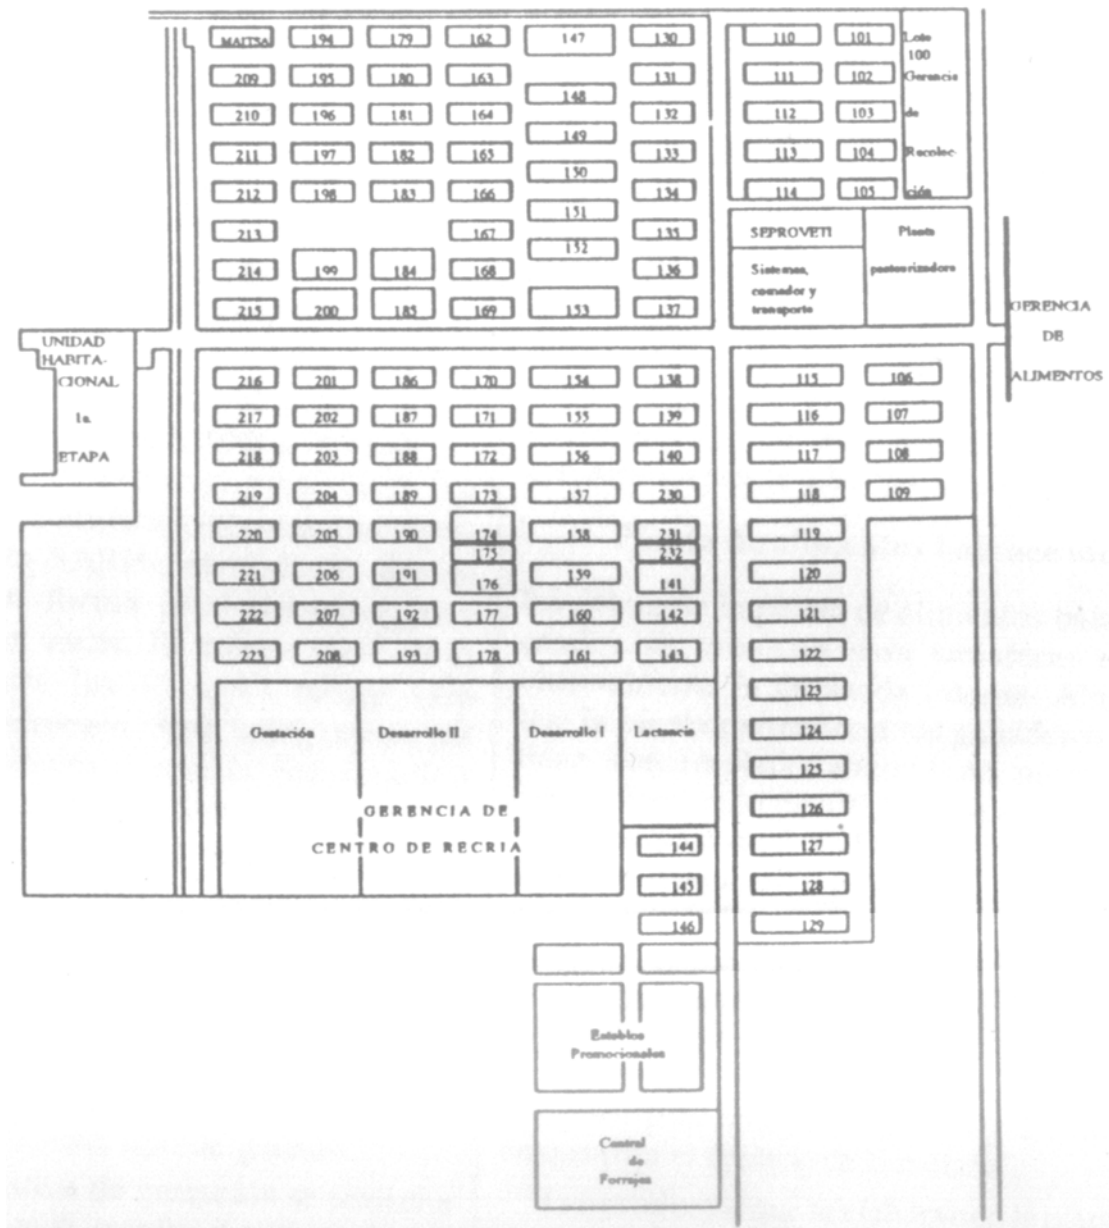 MAITSA 194 179 162 147 130 110 101 Lote
100
209 195 180 163 131 111 102 Gerencia
148
210 196 181 164 132 112 103 de
149
211 197 182 165 133 113 104 Recolec-
150
212 198 183 166 134 114 105 ción
151
213 167 135 SEPROVETI Planta
152
214 199 184 168 136 Sistemas, pasteurizadora
comedor y
215 200 185 169 153 137 transporte
GERENCIA
DE
ALIMENTOS
UNIDAD
HABITA-
CIONAL
1a.
ETAPA
216 201 186 170 154 138 115 106
217 202 187 171 155 139 116 107
218 203 188 172 156 140 117 108
219 204 189 173 157 230 118 109
220 205 190 174 158 231 119
175 232
221 206 191 176 159 141 120
222 207 192 177 160 142 121
223 208 193 178 161 143 122
123
Gestación Desarrollo II Desarrollo I Lactancia 124
125
GERENCIA DE 126
CENTRO DE RECRIA 144 127
145 128
146 129
Establos
Promocionales
Central
de
Forrajes